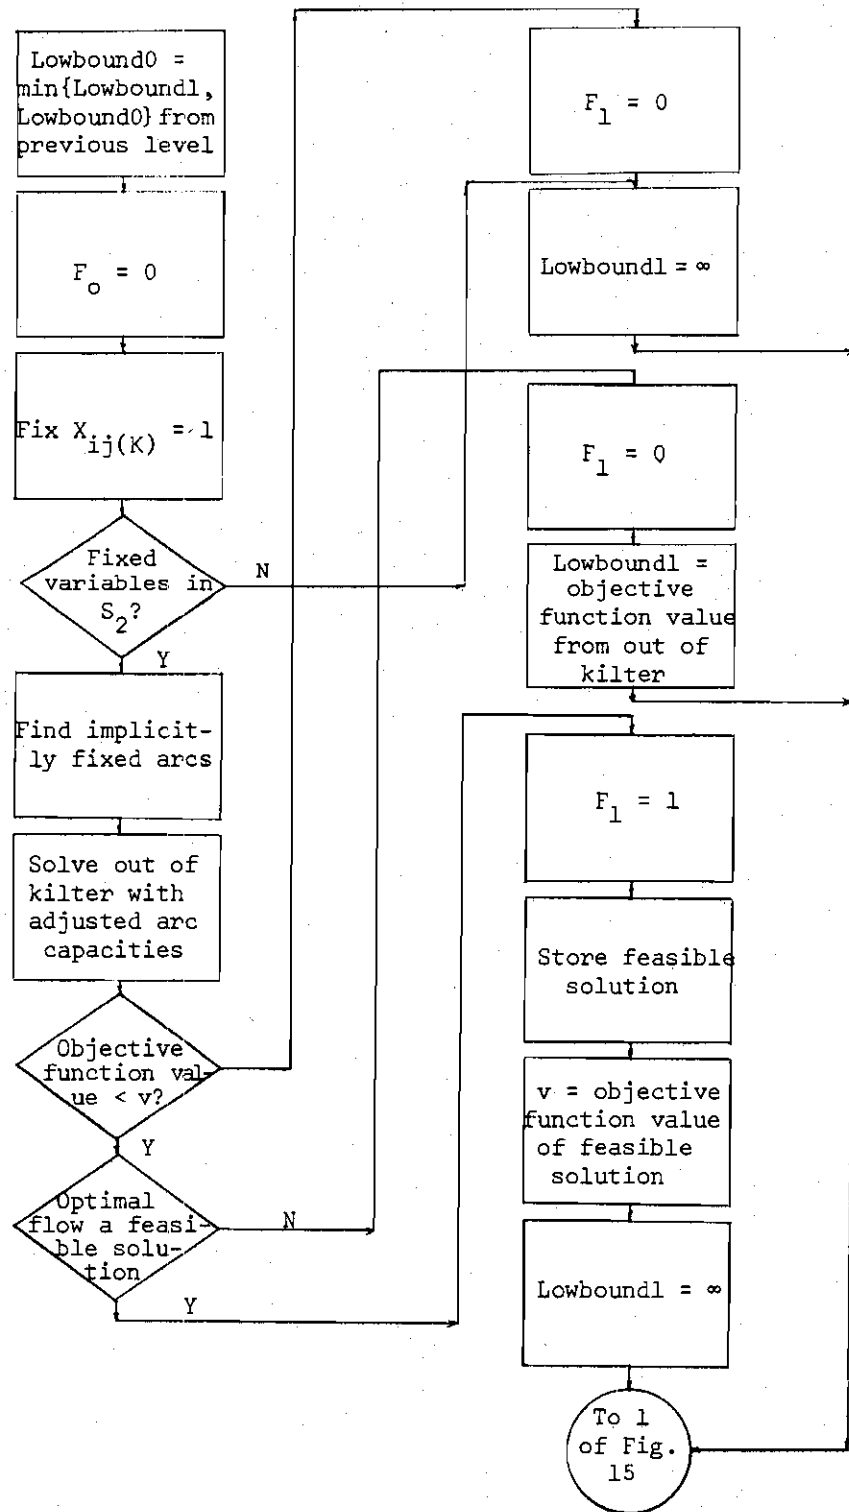 Lowbound0 =
min{Lowbound1,
Lowbound0} from
previous level
F_o = 0
Fix X_ij(K) = 1
Fixed
variables in
S_2?
N
Y
Find implicit-
ly fixed arcs
Solve out of
kilter with
adjusted arc
capacities
Objective
function val-
ue < v?
Y
Optimal
flow a feasi-
ble solu-
tion
N
Y
F_1 = 0
Lowbound1 = ∞
F_1 = 0
Lowbound1 =
objective
function value
from out of
kilter
F_1 = 1
Store feasible
solution
v = objective
function value
of feasible
solution
Lowbound1 = ∞
To 1
of Fig.
15